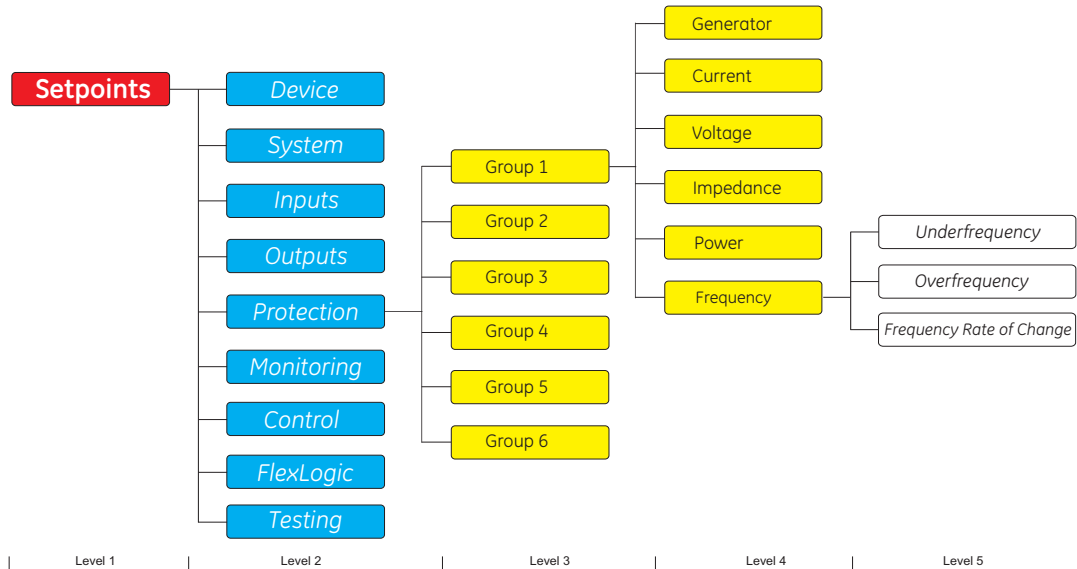 Setpoints
Device
System
Inputs
Outputs
Protection
Monitoring
Control
FlexLogic
Testing
Group 1
Group 2
Group 3
Group 4
Group 5
Group 6
Generator
Current
Voltage
Impedance
Power
Frequency
Underfrequency
Overfrequency
Frequency Rate of Change
Level 1
Level 2
Level 3
Level 4
Level 5